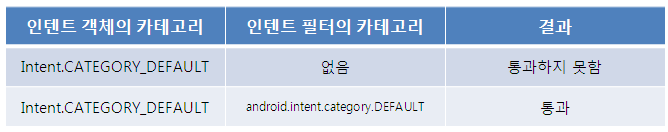 인텐트 객체의 카테고리 인텐트 필터의 카테고리 결과
Intent.CATEGORY_DEFAULT 없음 통과하지 못함
Intent.CATEGORY_DEFAULT android.intent.category.DEFAULT 통과